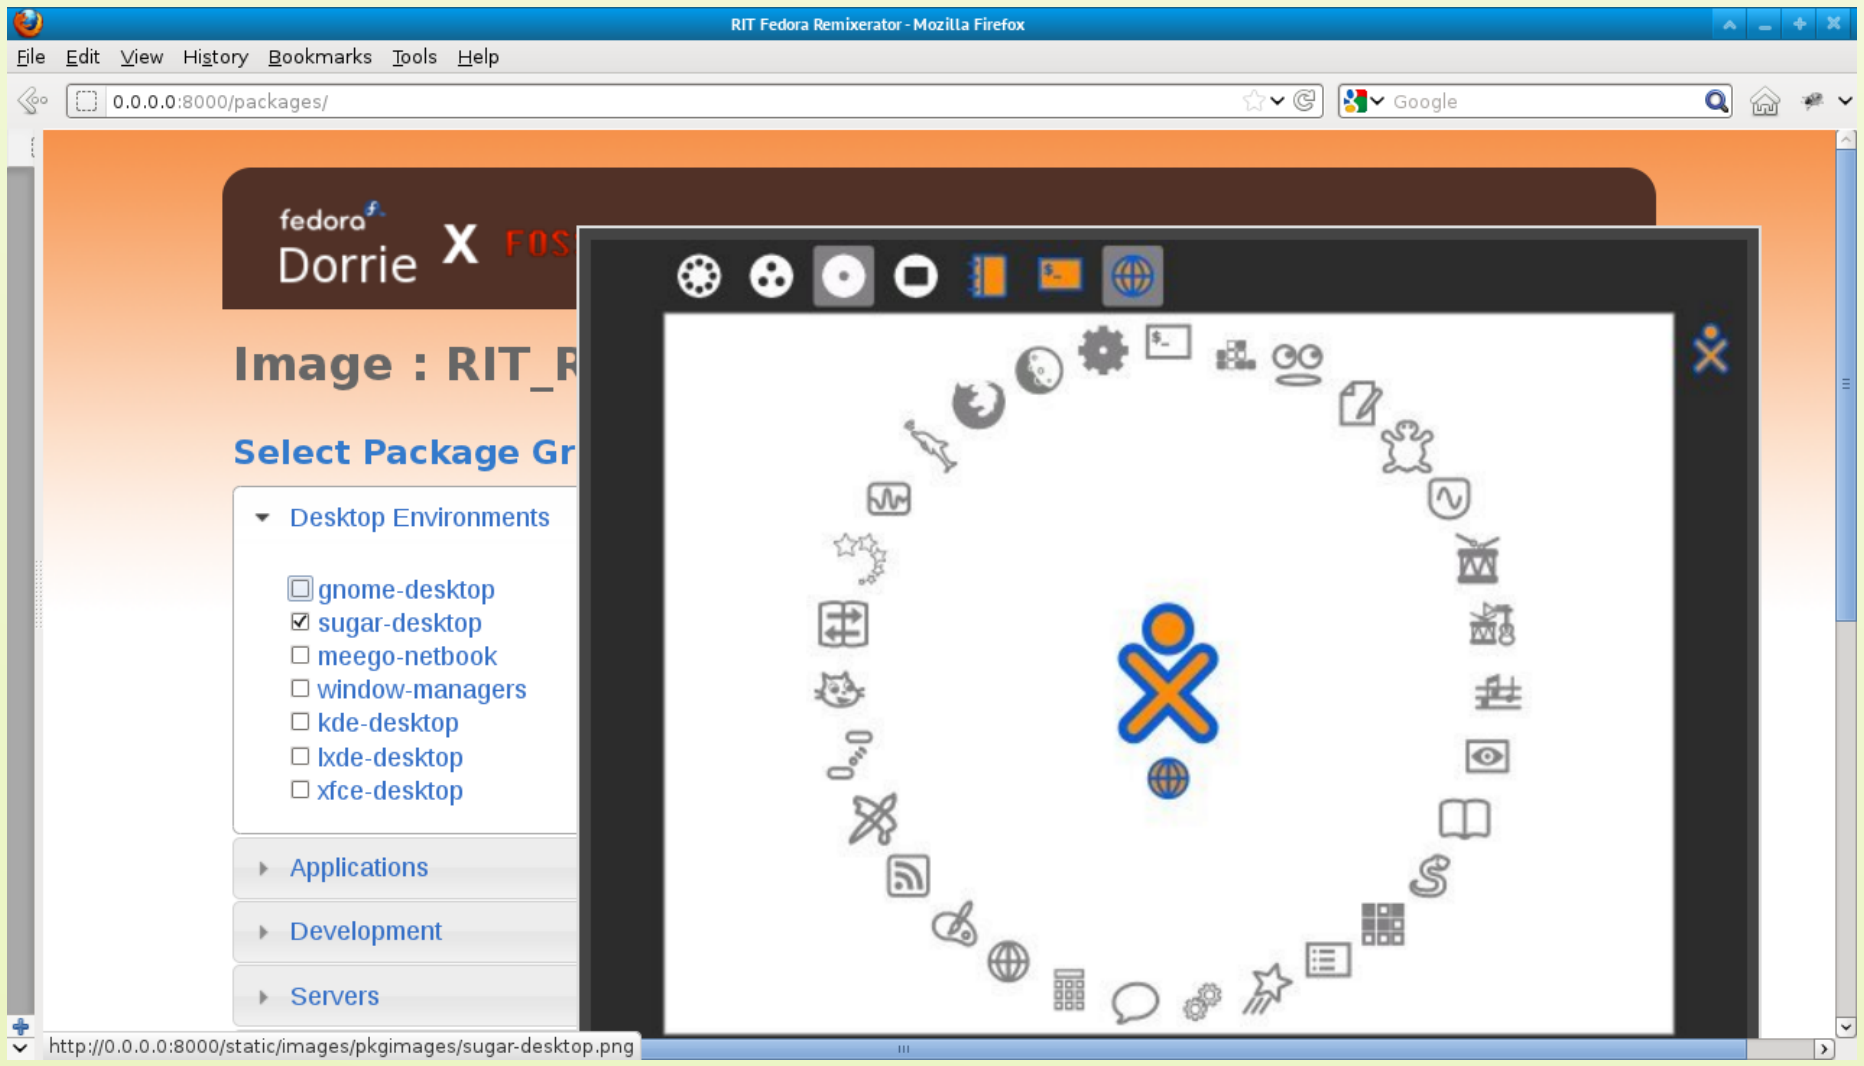 RIT Fedora Remixerator - Mozilla Firefox
File Edit View History Bookmarks Tools Help
0.0.0.0:8000/packages/
Google
fedora
Dorrie X FOS
$_
$_
Image : RIT_R
Select Package Gr
Desktop Environments
gnome-desktop
sugar-desktop
meego-netbook
window-managers
kde-desktop
lxde-desktop
xfce-desktop
Applications
Development
Servers
http://0.0.0.0:8000/static/images/pkgimages/sugar-desktop.png